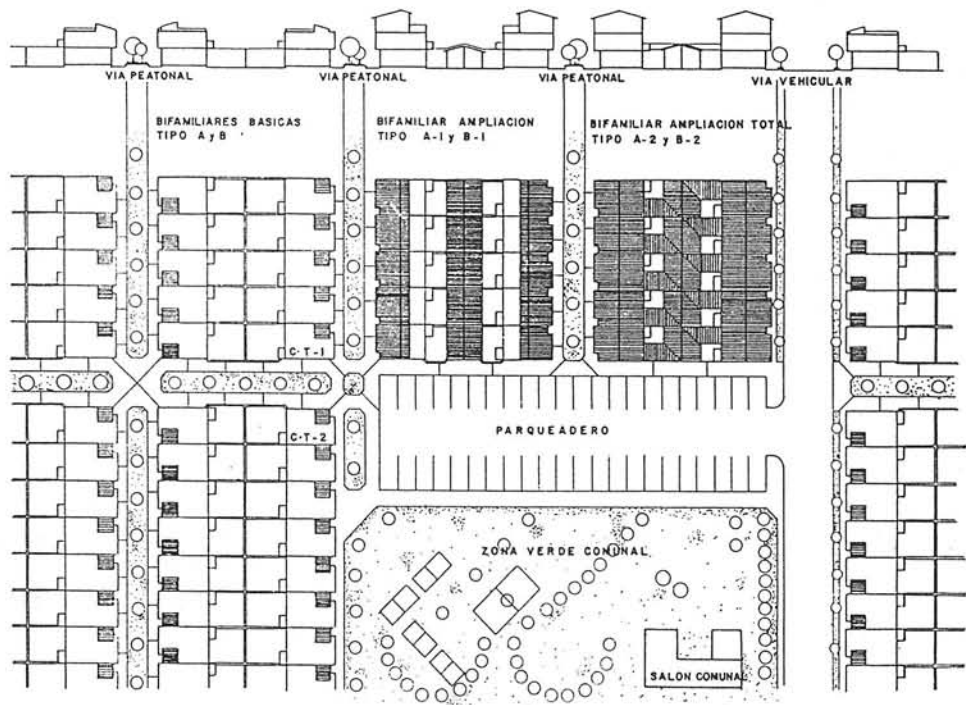 VIA PEATONAL
VIA PEATONAL
VIA PEATONAL
VIA VEHICULAR
BIFAMILIARES BASICAS
TIPO A y B
BIFAMILIAR AMPLIACION
TIPO A-1 y B-1
BIFAMILIAR AMPLIACION TOTAL
TIPO A-2 y B-2
C·T-1
C·T-2
PARQUEADERO
ZONA VERDE COMUNAL
SALON COMUNAL